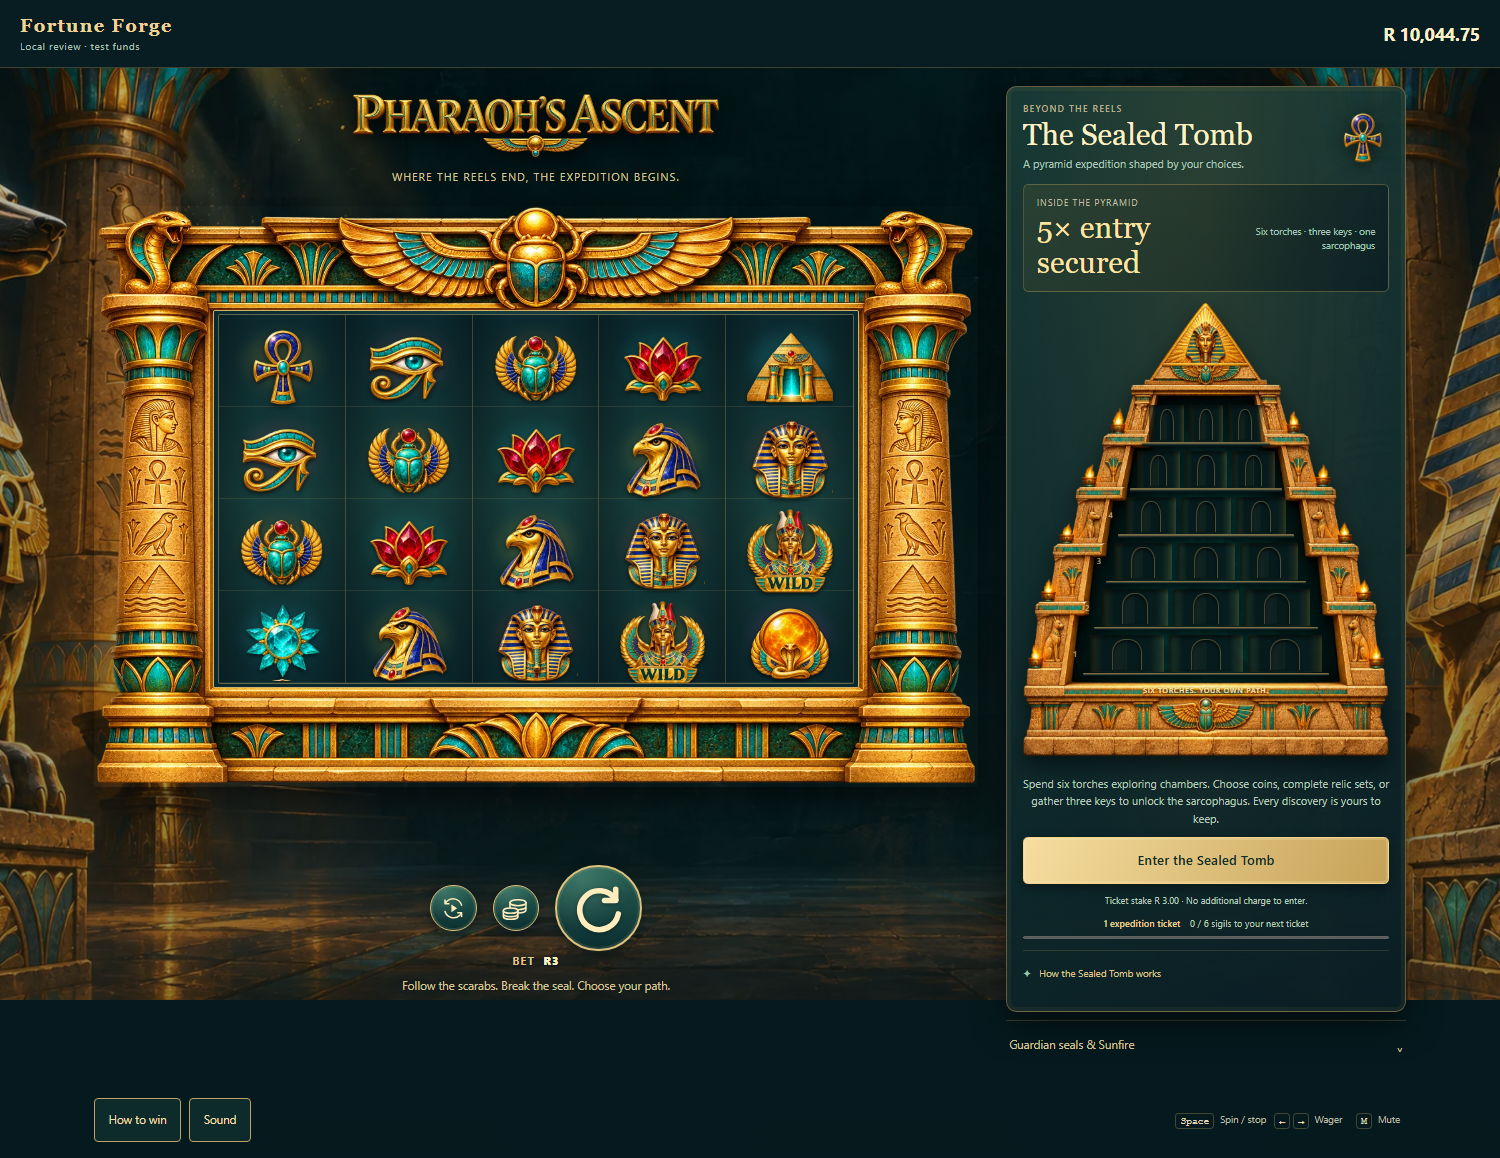 Fortune Forge
Local review · test funds
R 10,044.75
PHARAOH'S ASCENT
WHERE THE REELS END, THE EXPEDITION BEGINS.
WILD
WILD
BET R3
Follow the scarabs. Break the seal. Choose your path.
BEYOND THE REELS
The Sealed Tomb
A pyramid expedition shaped by your choices.
INSIDE THE PYRAMID
5× entry
secured
Six torches · three keys · one
sarcophagus
4
3
2
1
SIX TORCHES. YOUR OWN PATH.
Spend six torches exploring chambers. Choose coins, complete relic sets, or
gather three keys to unlock the sarcophagus. Every discovery is yours to
keep.
Enter the Sealed Tomb
Ticket stake R 3.00 · No additional charge to enter.
1 expedition ticket 0 / 6 sigils to your next ticket
How the Sealed Tomb works
Guardian seals & Sunfire
How to win
Sound
Space Spin / stop ← → Wager M Mute